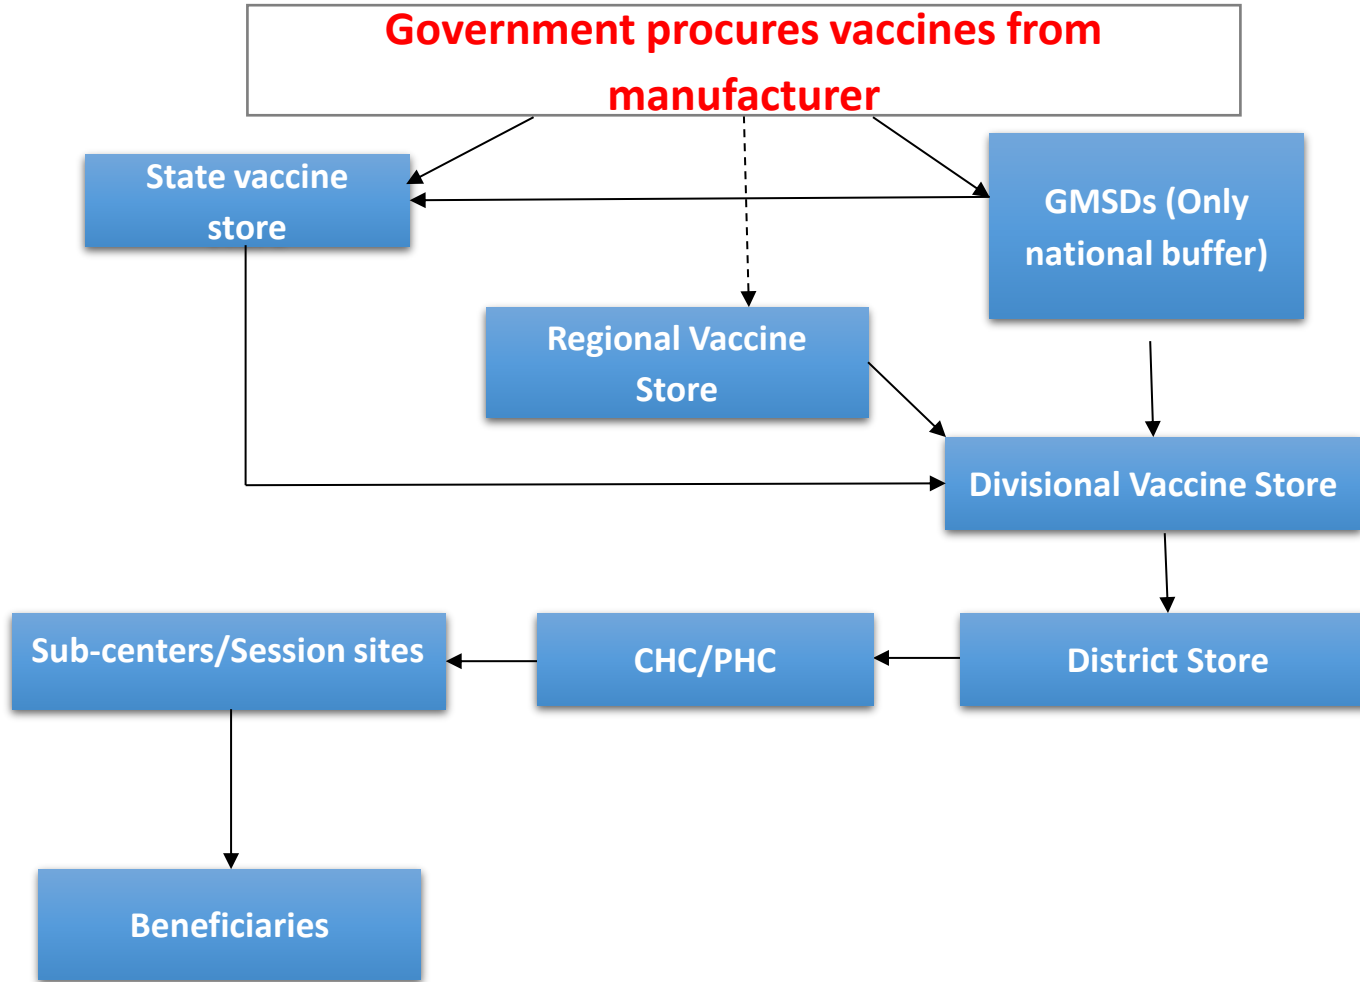 Government procures vaccines from
manufacturer
State vaccine
store
GMSDs (Only
national buffer)
Regional Vaccine
Store
Divisional Vaccine Store
Sub-centers/Session sites
CHC/PHC
District Store
Beneficiaries